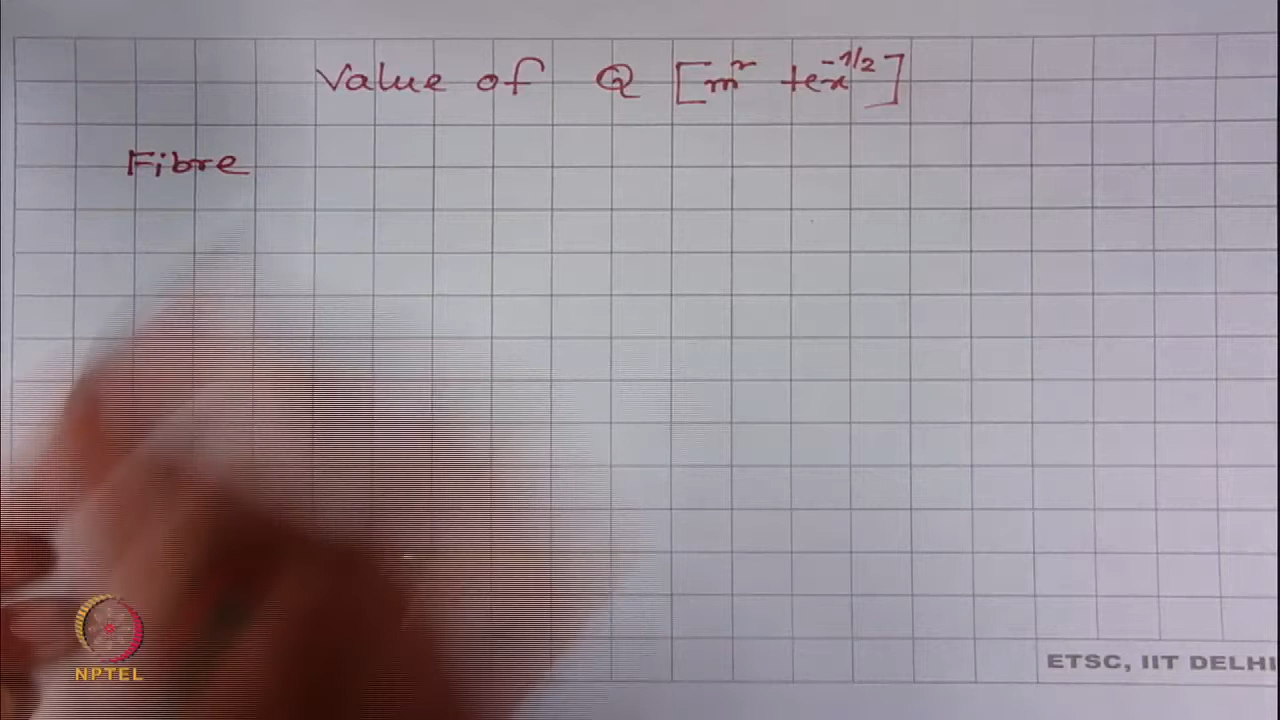 Value of Q [m² tex^-1/2]
Fibre
NPTEL
ETSC, IIT DELHI